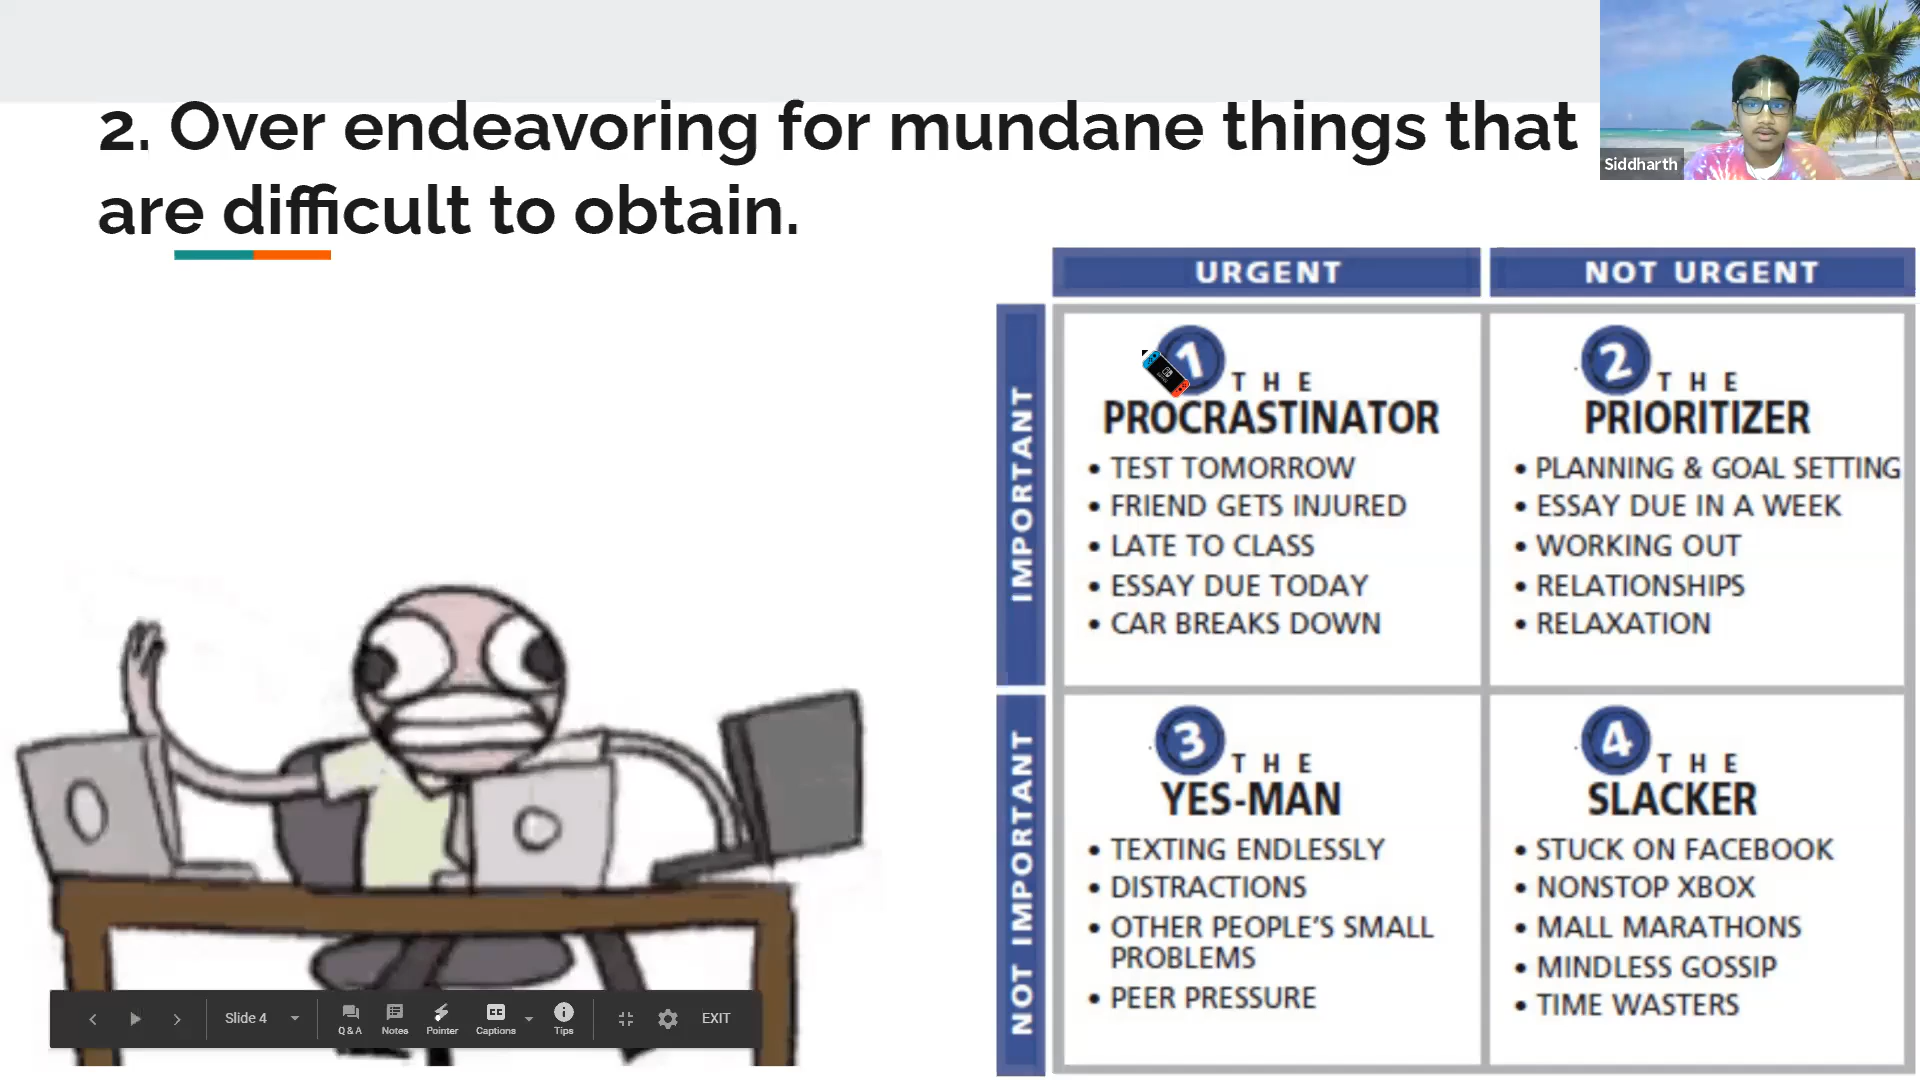 2. Over endeavoring for mundane things that
are difficult to obtain.
Siddharth
URGENT
NOT URGENT
IMPORTANT
1 THE
PROCRASTINATOR
• TEST TOMORROW
• FRIEND GETS INJURED
• LATE TO CLASS
• ESSAY DUE TODAY
• CAR BREAKS DOWN
2 THE
PRIORITIZER
• PLANNING & GOAL SETTING
• ESSAY DUE IN A WEEK
• WORKING OUT
• RELATIONSHIPS
• RELAXATION
NOT IMPORTANT
3 THE
YES-MAN
• TEXTING ENDLESSLY
• DISTRACTIONS
• OTHER PEOPLE'S SMALL
PROBLEMS
• PEER PRESSURE
4 THE
SLACKER
• STUCK ON FACEBOOK
• NONSTOP XBOX
• MALL MARATHONS
• MINDLESS GOSSIP
• TIME WASTERS
Slide 4
Q & A
Notes
Pointer
CC
Captions
Tips
EXIT